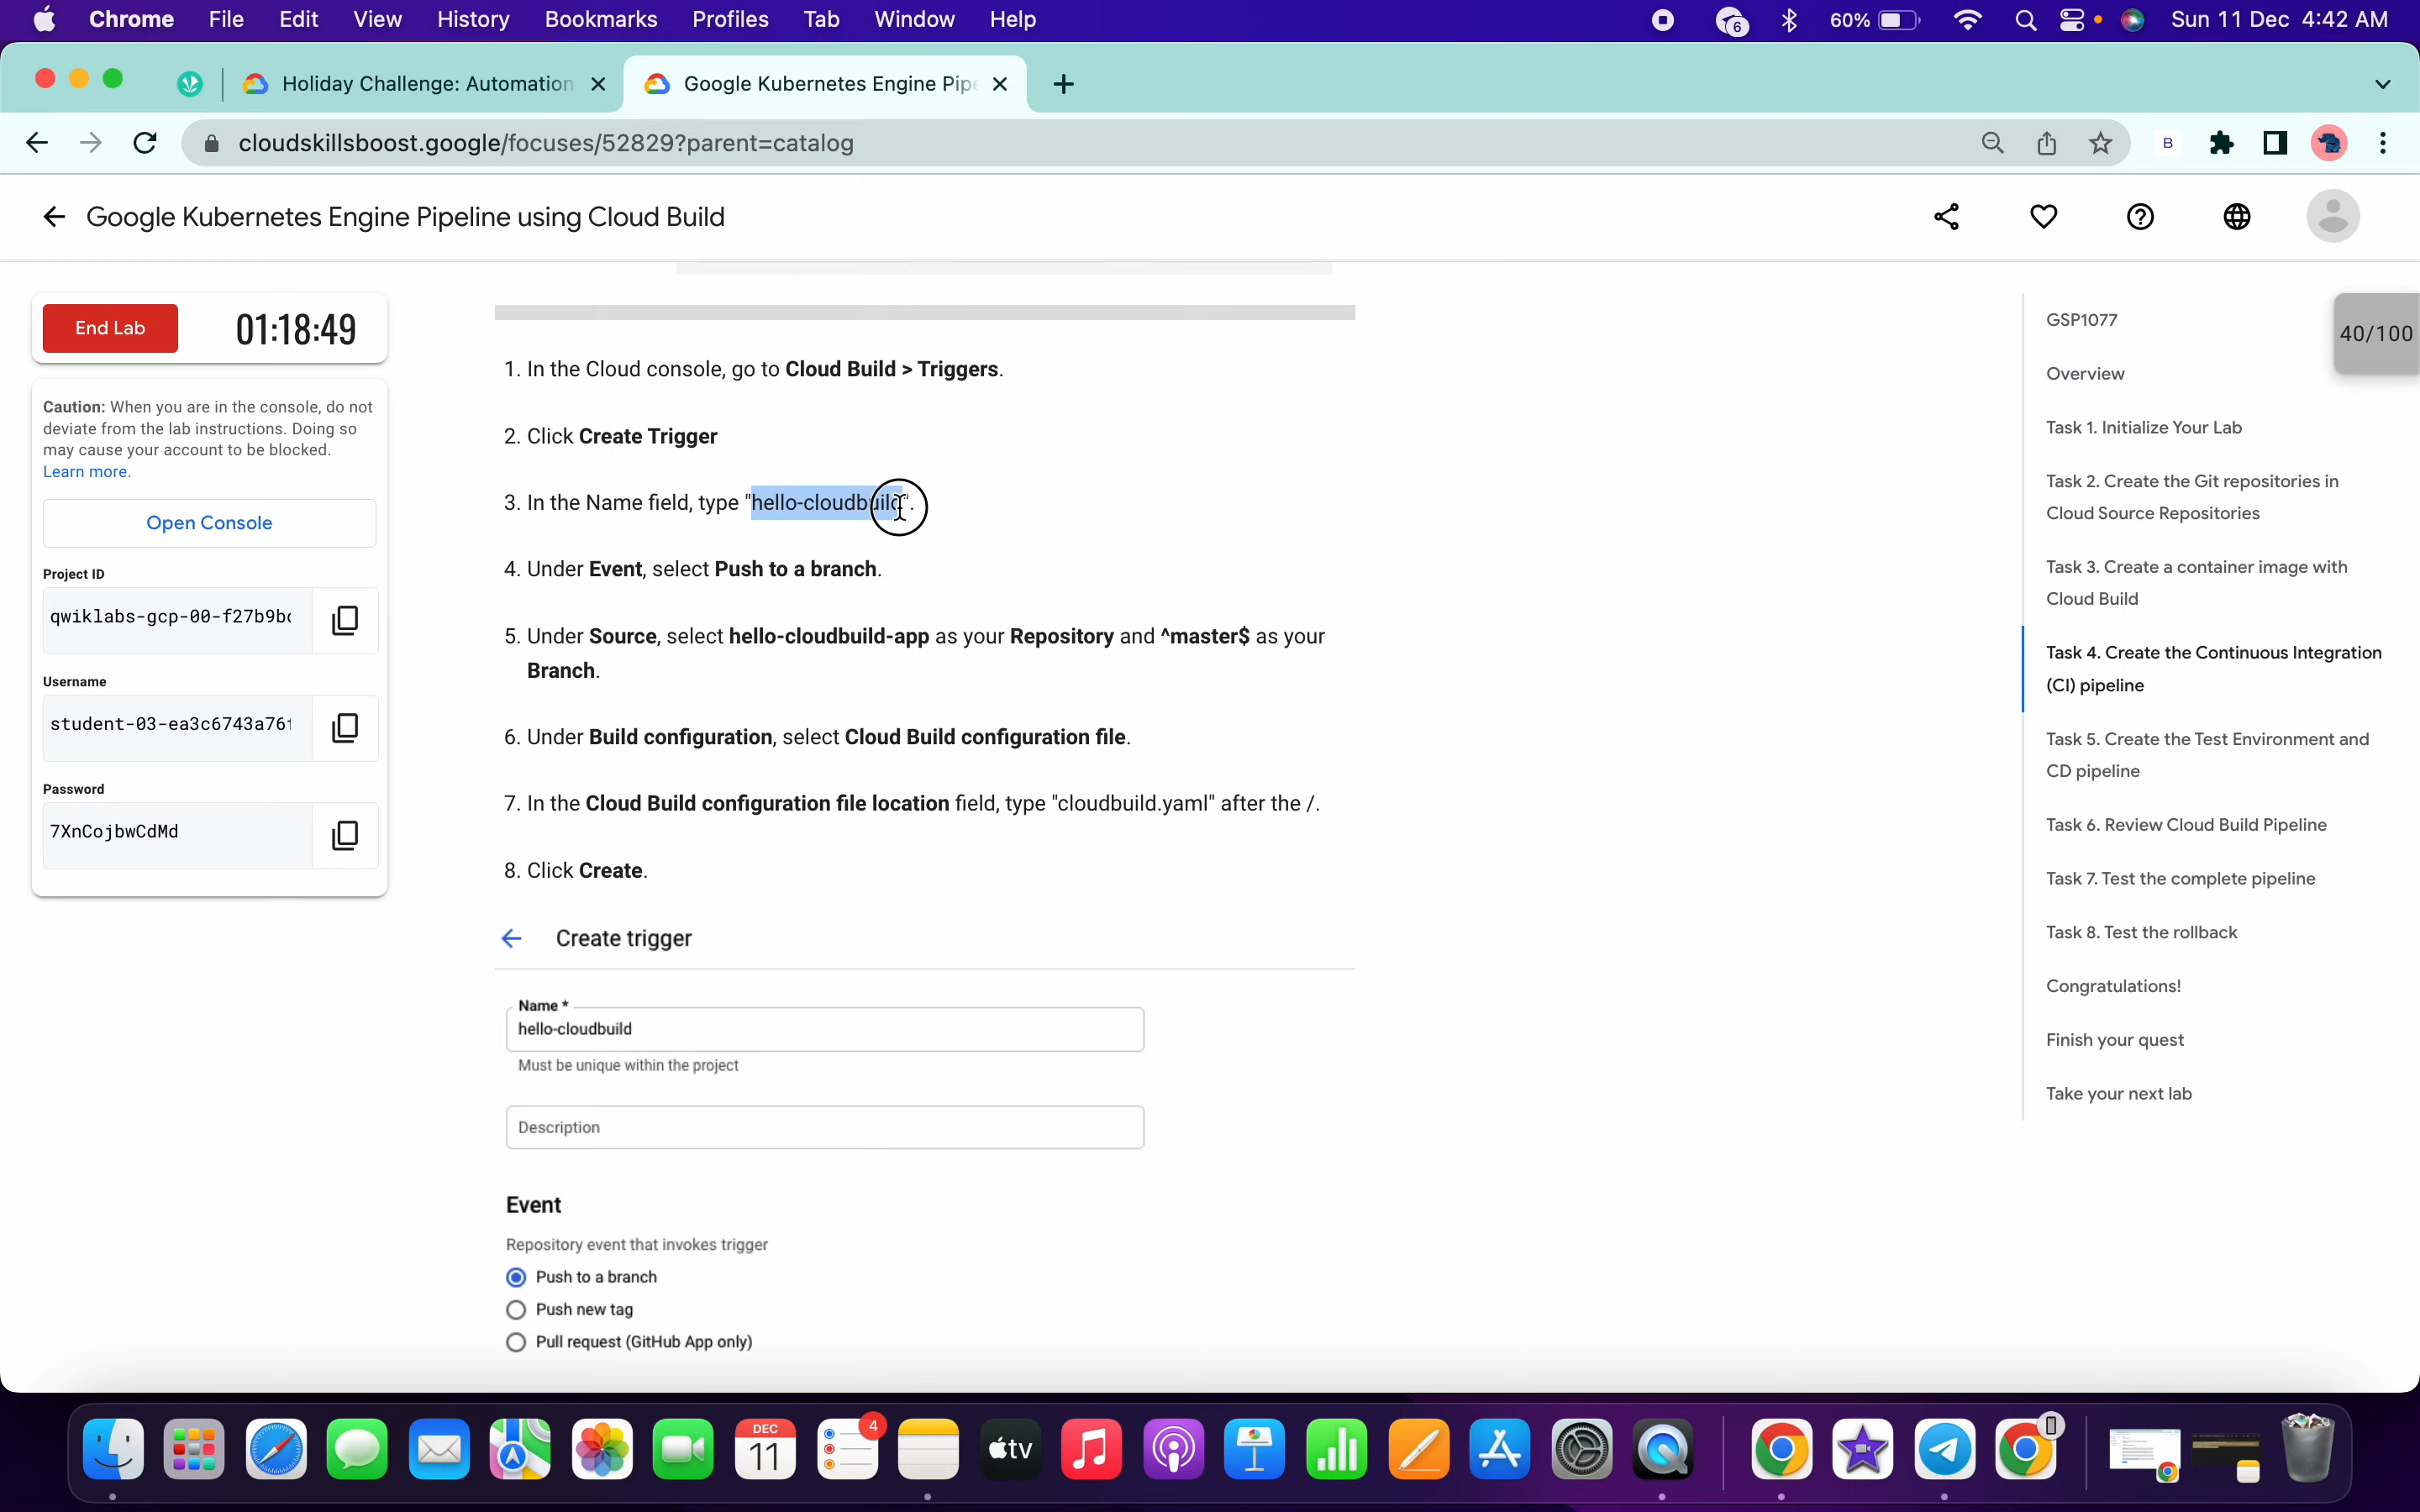 Chrome File Edit View History Bookmarks Profiles Tab Window Help 6 60% Sun 11 Dec 4:42 AM
Holiday Challenge: Automation Google Kubernetes Engine Pipe
cloudskillsboost.google/focuses/52829?parent=catalog B
Google Kubernetes Engine Pipeline using Cloud Build
End Lab 01:18:49
Caution: When you are in the console, do not
deviate from the lab instructions. Doing so
may cause your account to be blocked.
Learn more.
Open Console
Project ID
qwiklabs-gcp-00-f27b9b
Username
student-03-ea3c6743a76
Password
7XnCojbwCdMd
1. In the Cloud console, go to Cloud Build > Triggers.
2. Click Create Trigger
3. In the Name field, type "hello-cloudbuild".
4. Under Event, select Push to a branch.
5. Under Source, select hello-cloudbuild-app as your Repository and ^master$ as your
Branch.
6. Under Build configuration, select Cloud Build configuration file.
7. In the Cloud Build configuration file location field, type "cloudbuild.yaml" after the /.
8. Click Create.
Create trigger
Name *
hello-cloudbuild
Must be unique within the project
Description
Event
Repository event that invokes trigger
Push to a branch
Push new tag
Pull request (GitHub App only)
GSP1077
40/100
Overview
Task 1. Initialize Your Lab
Task 2. Create the Git repositories in
Cloud Source Repositories
Task 3. Create a container image with
Cloud Build
Task 4. Create the Continuous Integration
(CI) pipeline
Task 5. Create the Test Environment and
CD pipeline
Task 6. Review Cloud Build Pipeline
Task 7. Test the complete pipeline
Task 8. Test the rollback
Congratulations!
Finish your quest
Take your next lab
DEC
11
4
tv